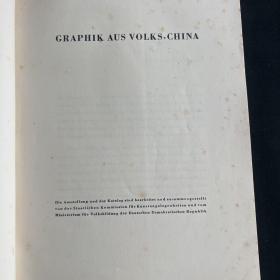 GRAPHIK AUS VOLKS-CHINA
Die Ausstellung und der Katalog sind bearbeitet und zusammengestellt
von der Staatlichen Kommission für Kunstangelegenheiten und vom
Ministerium für Volksbildung der Deutschen Demokratischen Republik